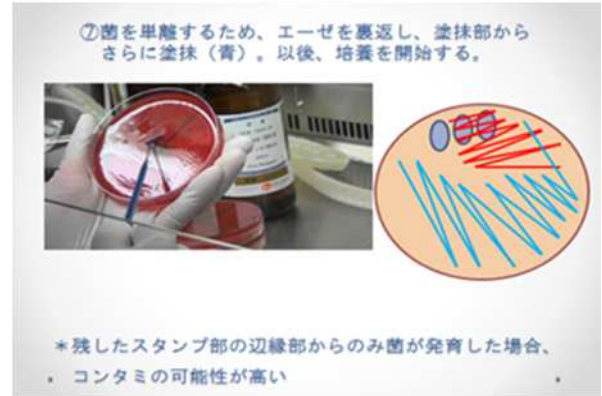 ⑦菌を単離するため、エーゼを裏返し、塗抹部から
さらに塗抹（青）。以後、培養を開始する。
＊残したスタンプ部の辺縁部からのみ菌が発育した場合、
コンタミの可能性が高い